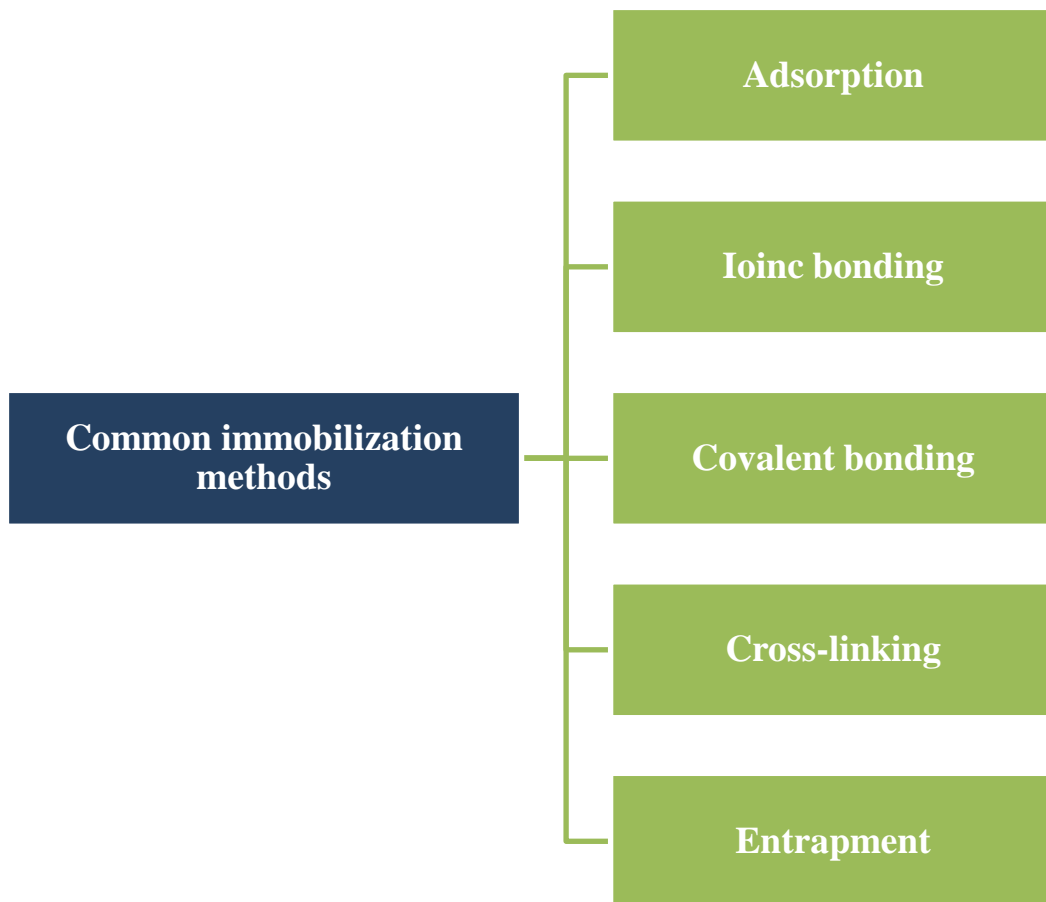 Adsorption
Ioinc bonding
Common immobilization
methods
Covalent bonding
Cross-linking
Entrapment